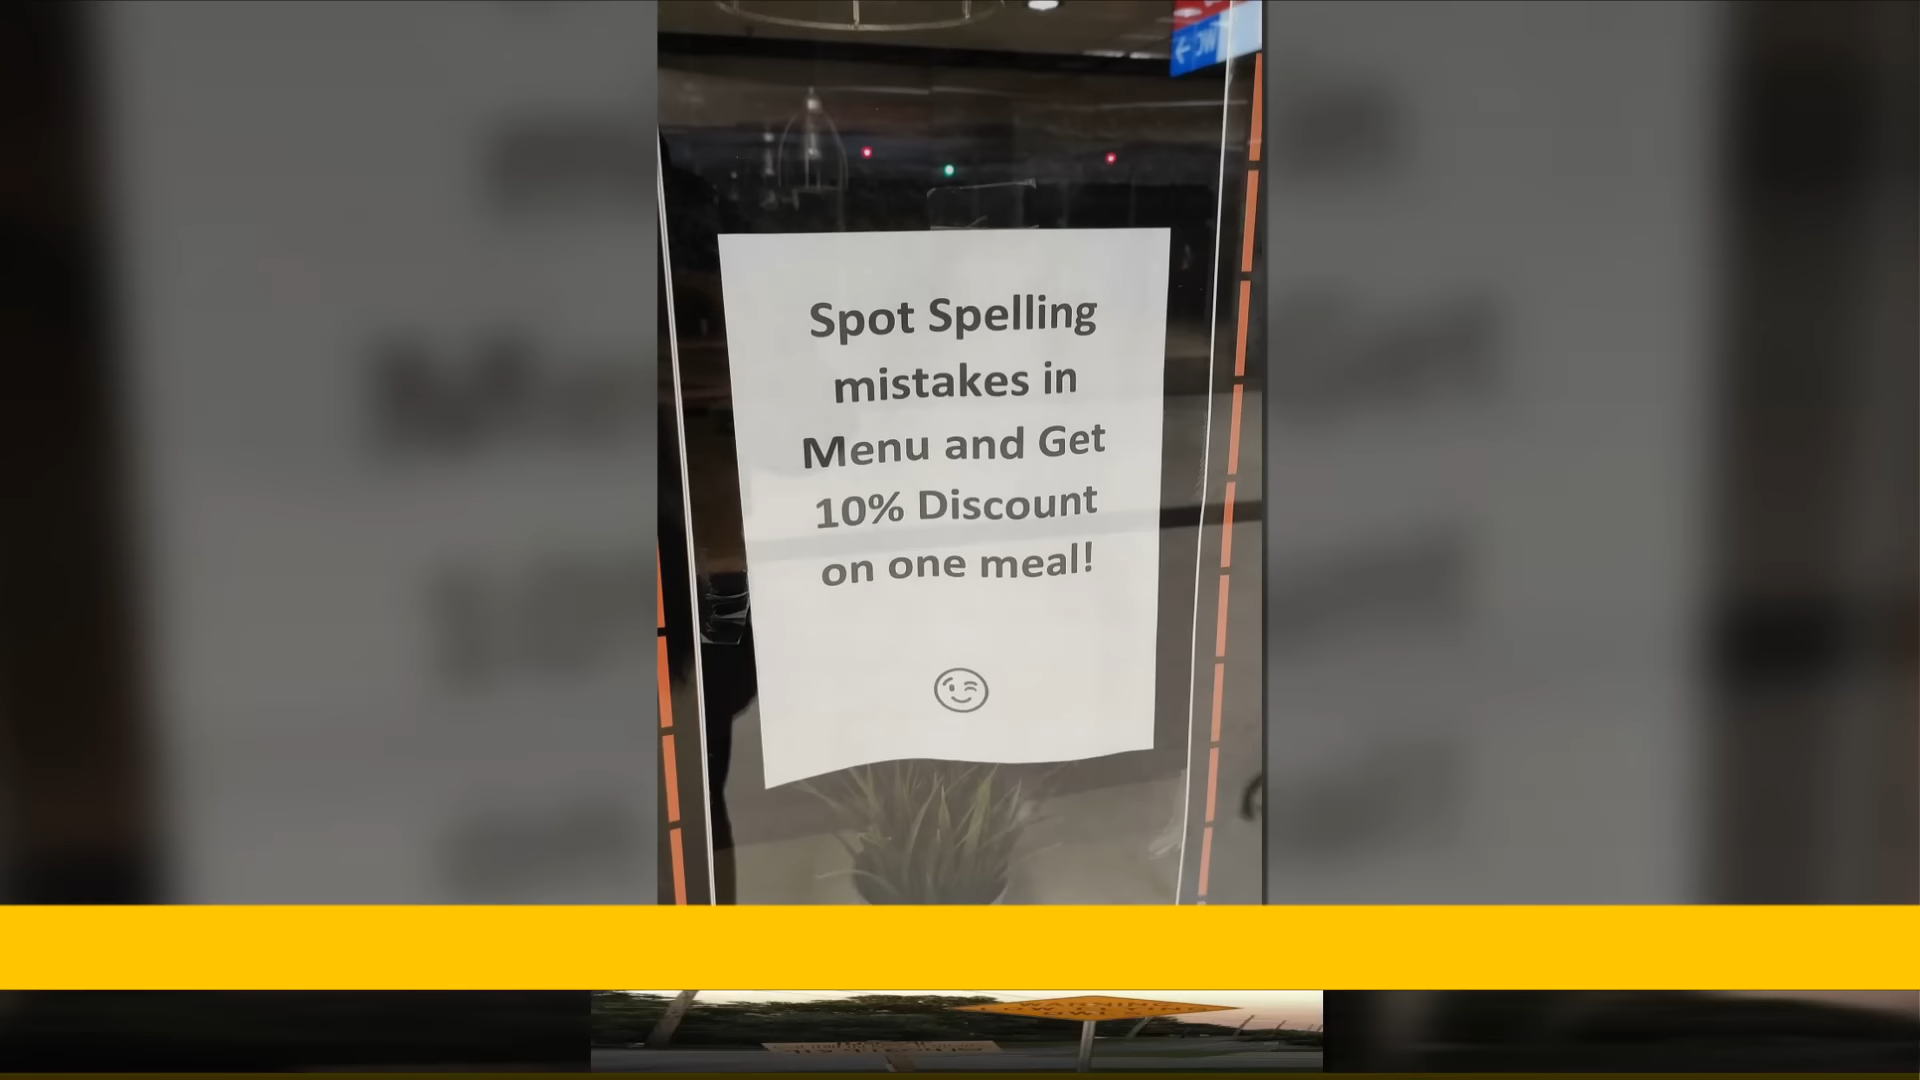 Spot Spelling
mistakes in
Menu and Get
10% Discount
on one meal!